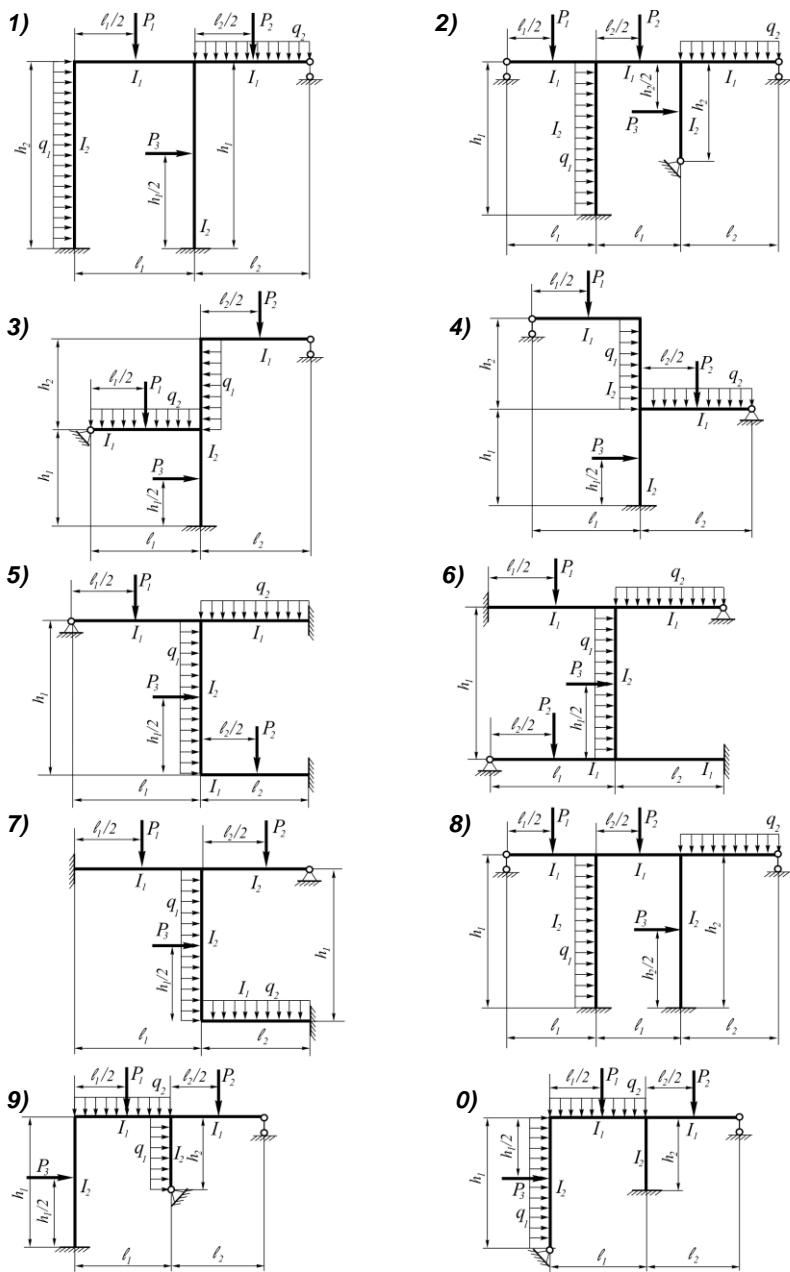 1)
ℓ₁/2 P₁ ℓ₂/2 P₂ q₂
I₁ I₁
h₂ q₁ I₂ P₃ h₁/2 h₁
I₂
ℓ₁ ℓ₂
2)
ℓ₁/2 P₁ ℓ₁/2 P₂ q₂
I₁ I₁ h₂/2 I₁
h₁ I₂ q₁ P₃ I₂ h₂
ℓ₁ ℓ₁ ℓ₂
3)
ℓ₂/2 P₂
I₁
h₂ ℓ₁/2 P₁ q₂ q₁
I₁ I₂
h₁ P₃ h₁/2
ℓ₁ ℓ₂
4)
ℓ₁/2 P₁
I₁
h₂ q₁ I₂ ℓ₂/2 P₂ q₂
I₁
h₁ P₃ h₁/2 I₂
ℓ₁ ℓ₂
5)
ℓ₁/2 P₁ q₂
I₁ I₁
h₁ q₁ P₃ I₂
h₁/2 ℓ₂/2 P₂
I₁
ℓ₁ ℓ₂
6)
ℓ₁/2 P₁ q₂
I₁ I₁
h₁ q₁ P₃ I₂
P₂ ℓ₂/2 h₁/2
I₁ I₁
ℓ₁ ℓ₂
7)
ℓ₁/2 P₁ ℓ₂/2 P₂
I₁ I₂
q₁ P₃ I₂ h₁
h₁/2 I₁ q₂
ℓ₁ ℓ₂
8)
ℓ₁/2 P₁ ℓ₁/2 P₂ q₂
I₁ I₁ I₁
h₁ I₂ q₁ P₃ h₂/2 I₂ h₂
ℓ₁ ℓ₁ ℓ₂
9)
ℓ₁/2 P₁ q₂ ℓ₂/2 P₂
I₁ I₁
h₁ P₃ h₁/2 I₂ q₁ I₂ h₂
ℓ₁ ℓ₂
0)
ℓ₁/2 P₁ q₂ ℓ₂/2 P₂
I₁ I₁
h₁ h₁/2 P₃ q₁ I₂ I₂ h₂
ℓ₁ ℓ₂